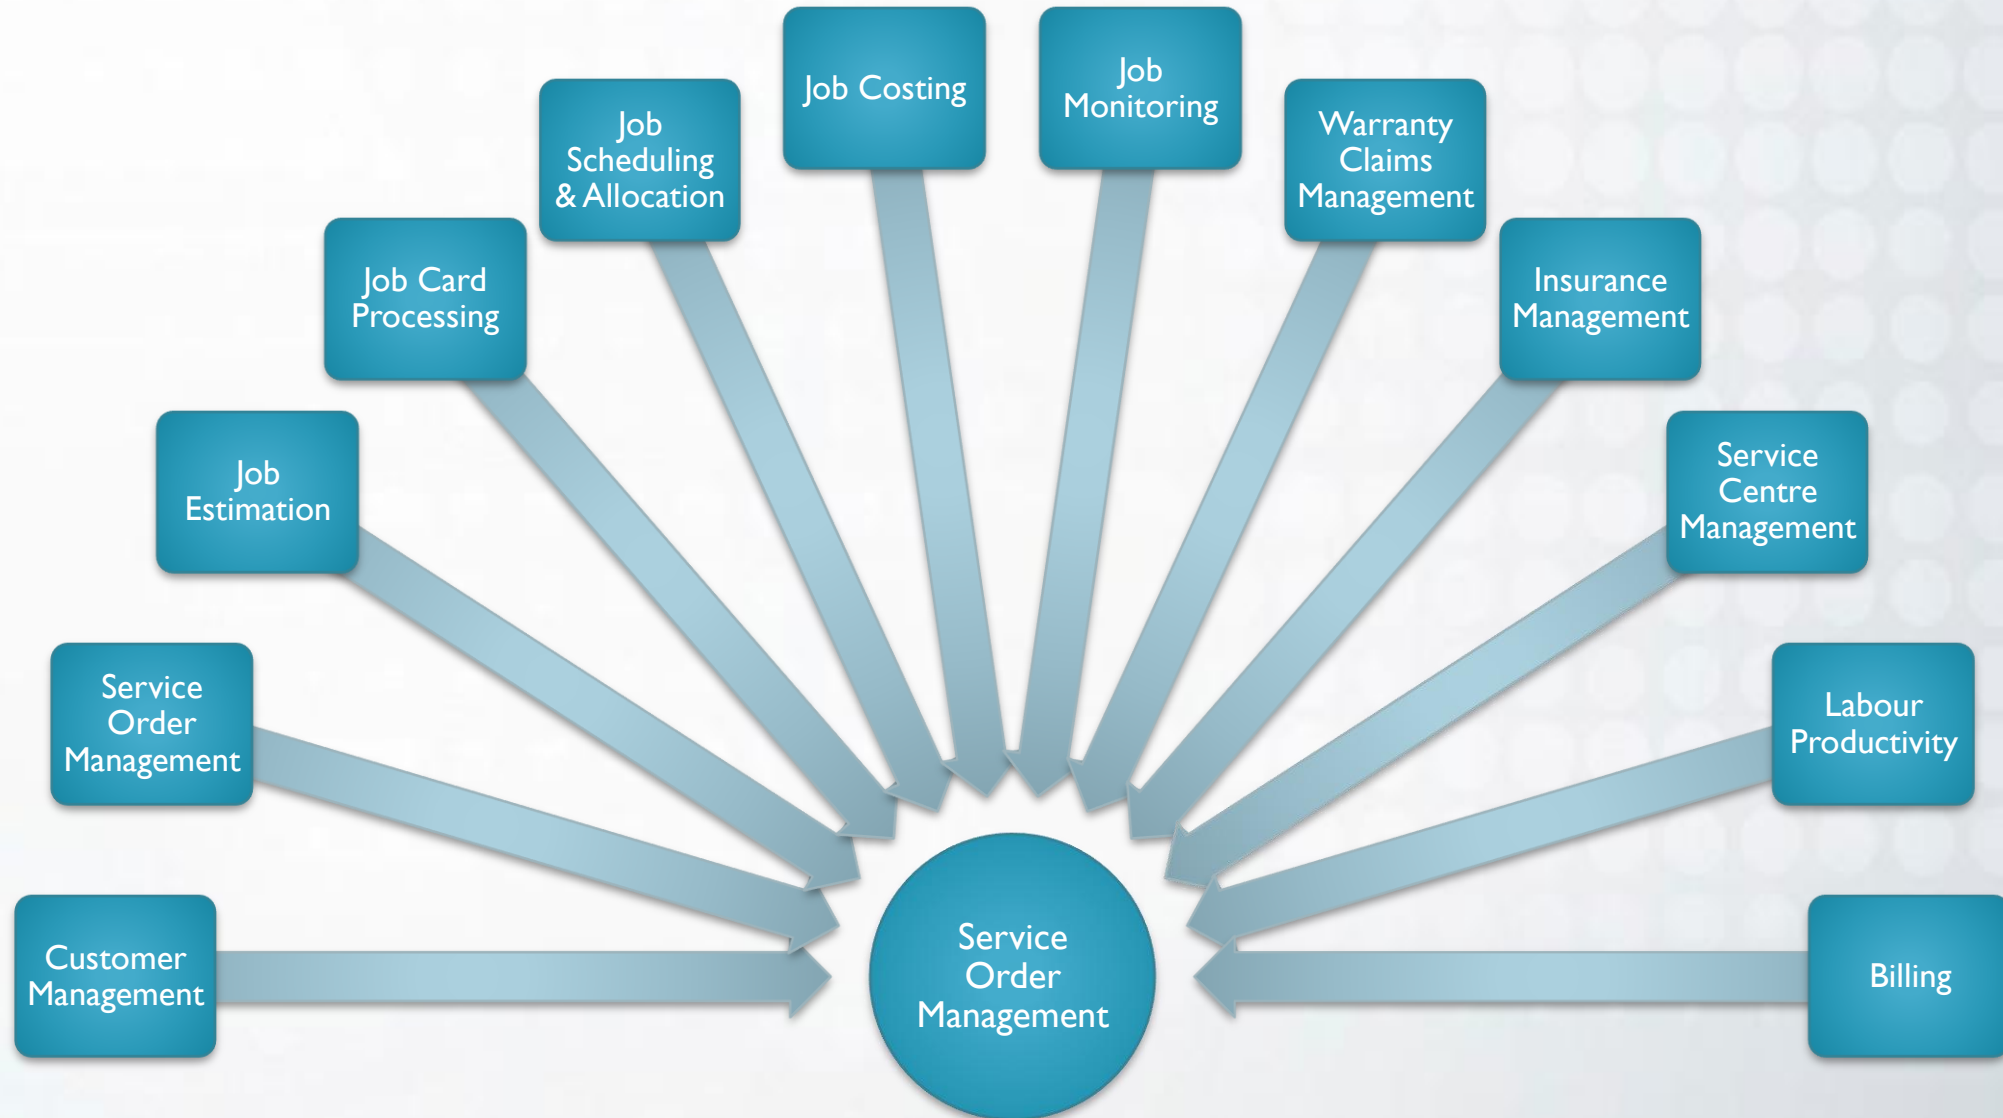 Job Costing
Job
Monitoring
Job
Scheduling
& Allocation
Warranty
Claims
Management
Job Card
Processing
Insurance
Management
Job
Estimation
Service
Centre
Management
Service
Order
Management
Labour
Productivity
Customer
Management
Service
Order
Management
Billing